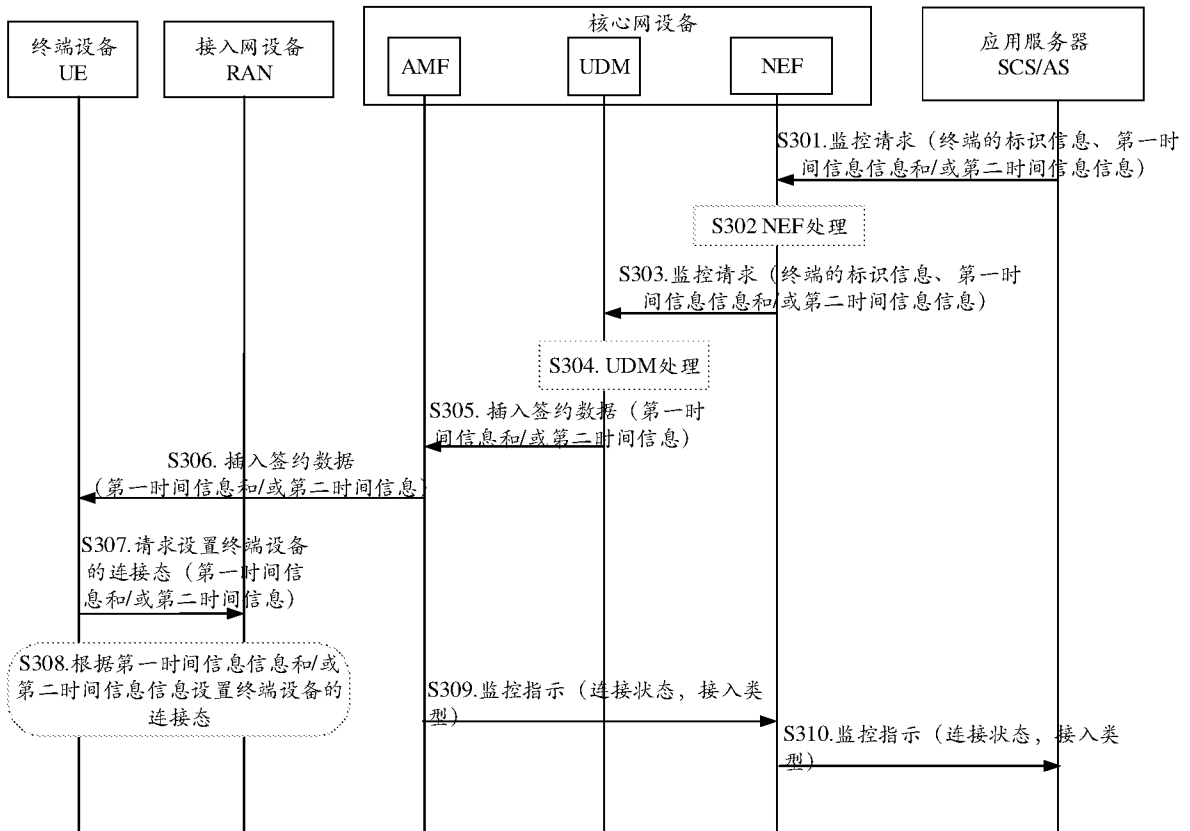 核心网设备
终端设备
UE
接入网设备
RAN
AMF
UDM
NEF
应用服务器
SCS/AS
S301.监控请求（终端的标识信息、第一时
间信息信息和/或第二时间信息信息）
S302 NEF处理
S303.监控请求（终端的标识信息、第一时
间信息信息和/或第二时间信息信息）
S304. UDM处理
S305. 插入签约数据（第一时
间信息和/或第二时间信息）
S306. 插入签约数据
（第一时间信息和/或第二时间信息）
S307.请求设置终端设备
的连接态（第一时间信
息和/或第二时间信息）
S308.根据第一时间信息信息和/或
第二时间信息信息设置终端设备的
连接态
S309.监控指示（连接状态，接入类
型）
S310.监控指示（连接状态，接入类
型）